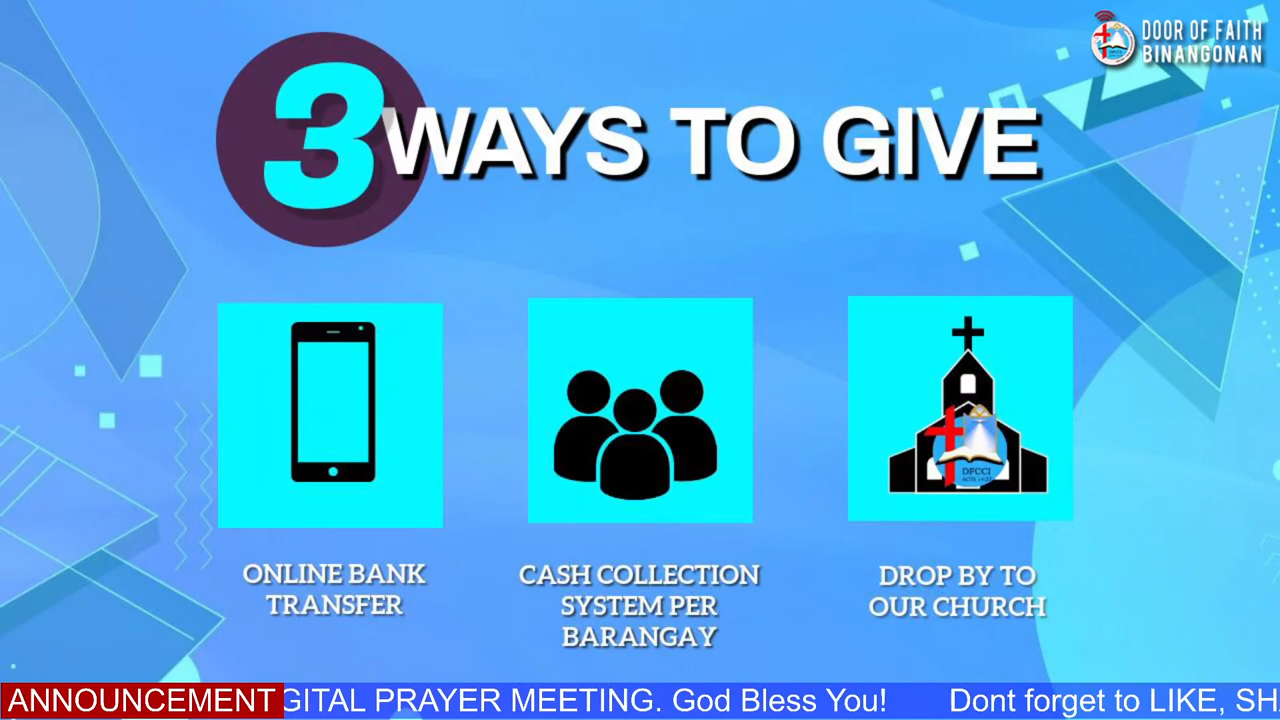 DOOR OF FAITH
BINANGONAN
3 WAYS TO GIVE
DFCCI
ONLINE BANK
TRANSFER
CASH COLLECTION
SYSTEM PER
BARANGAY
DROP BY TO
OUR CHURCH
ANNOUNCEMENT GITAL PRAYER MEETING. God Bless You! Dont forget to LIKE, SH